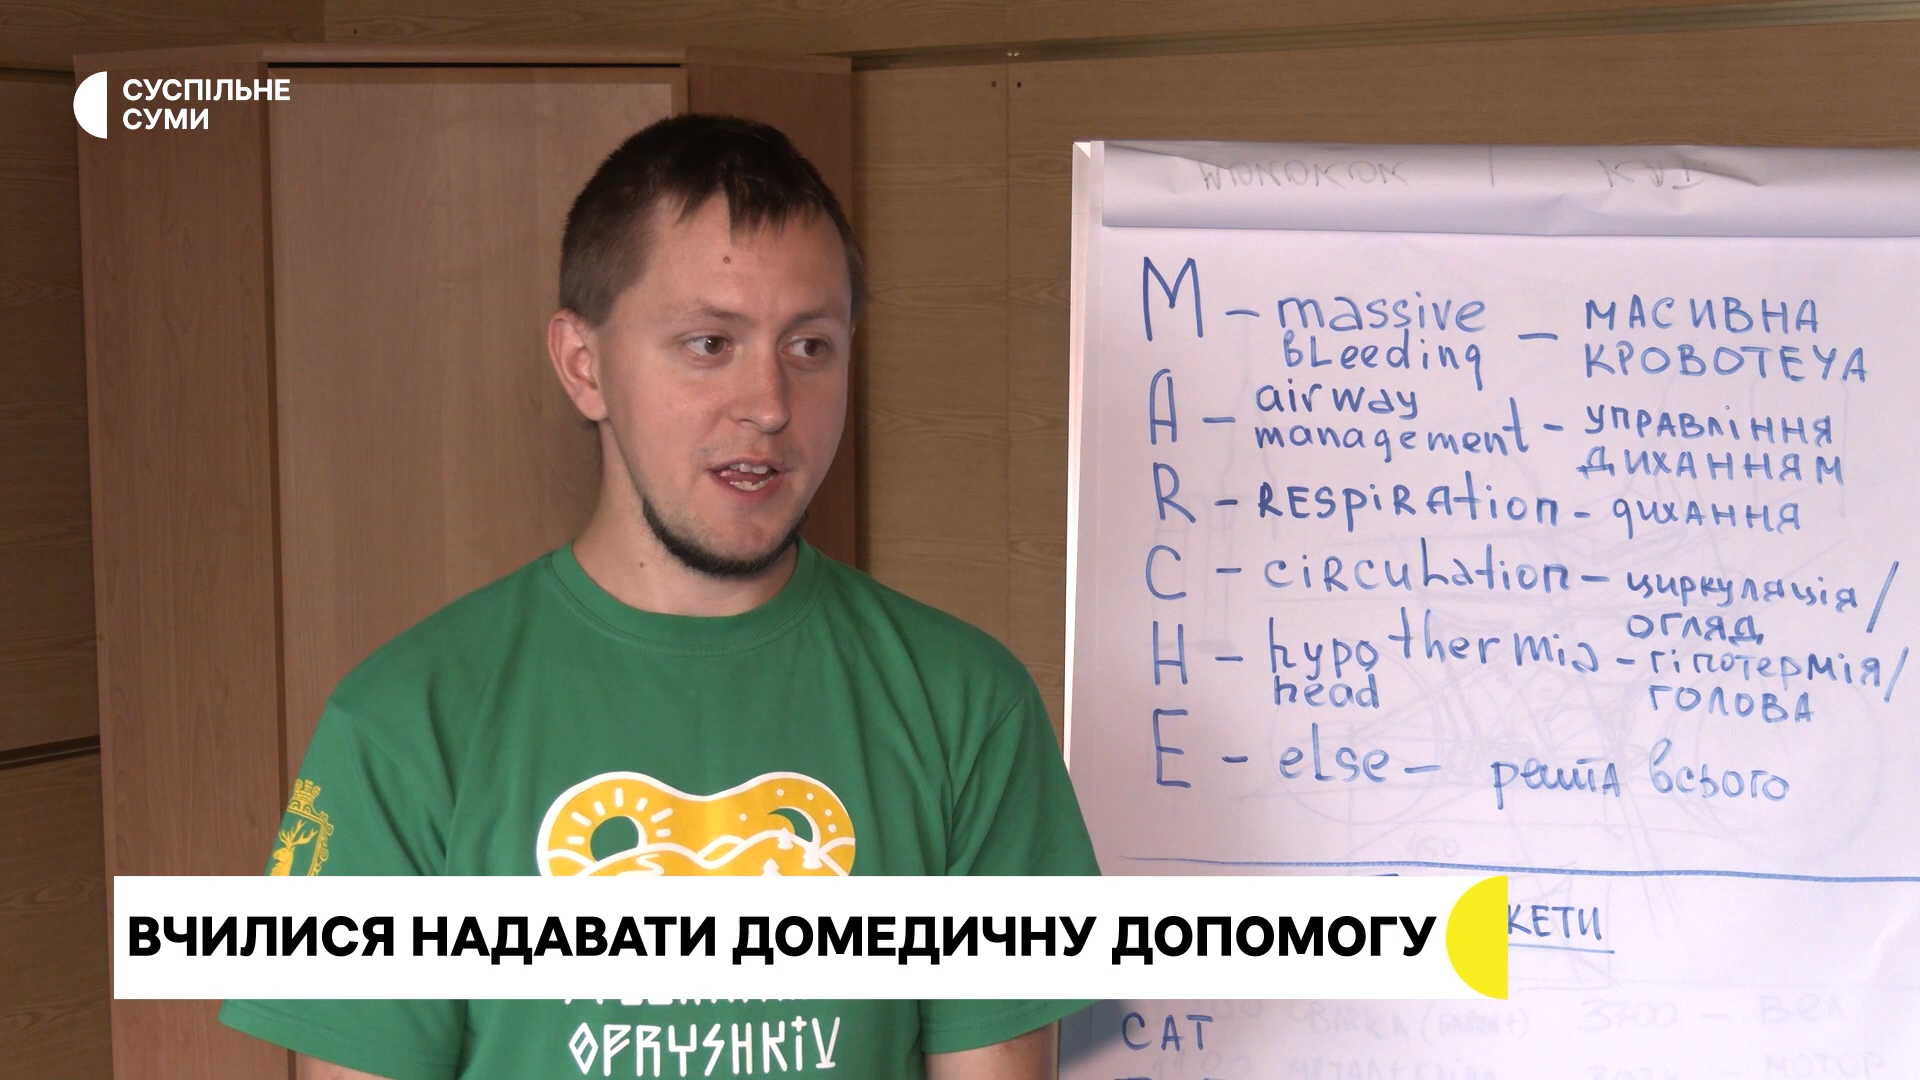 СУСПІЛЬНЕ
СУМИ
M – massive bleeding – МАСИВНА КРОВОТЕЧА
A – airway management – УПРАВЛІННЯ ДИХАННЯМ
R – RESPiRAtion – дихАННЯ
C – ciRculation – циркуляція/ ОГЛЯД
H – hypothermia head – гіпотермія/ ГОЛОВА
E – else – решта всього
КЕТИ
САТ
ВЧИЛИСЯ НАДАВАТИ ДОМЕДИЧНУ ДОПОМОГУ
OPRYSHKIV